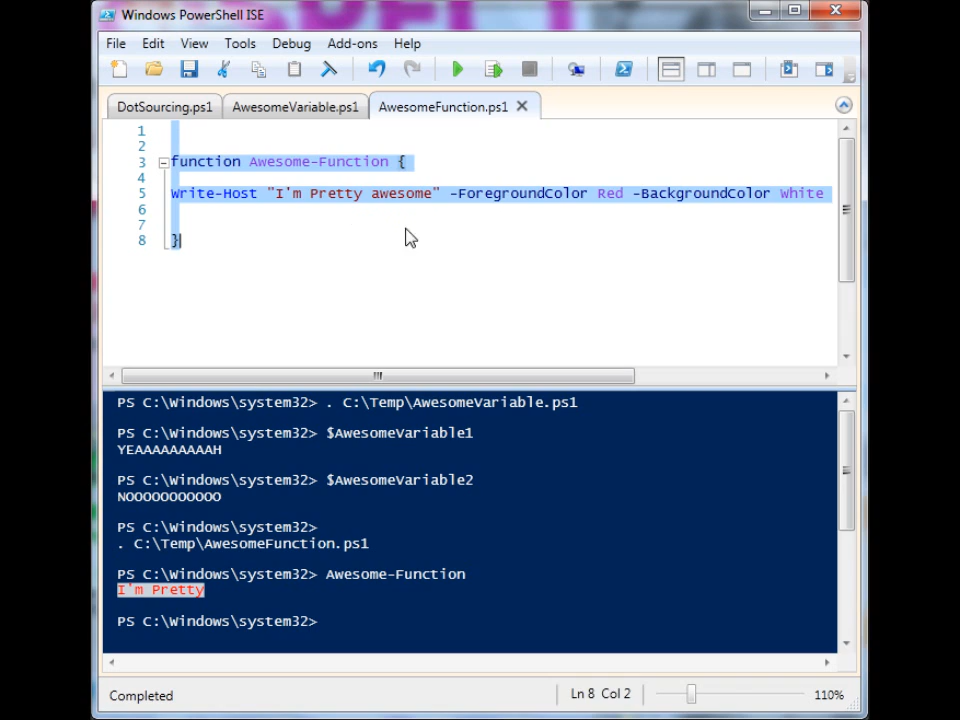 Windows PowerShell ISE
File Edit View Tools Debug Add-ons Help
DotSourcing.ps1 AwesomeVariable.ps1 AwesomeFunction.ps1
1
2
3 function Awesome-Function {
4
5 Write-Host "I'm Pretty awesome" -ForegroundColor Red -BackgroundColor White
6
7
8 }
PS C:\Windows\system32> . C:\Temp\AwesomeVariable.ps1
PS C:\Windows\system32> $AwesomeVariable1
YEAAAAAAAAAH
PS C:\Windows\system32> $AwesomeVariable2
NOOOOOOOOOOO
PS C:\Windows\system32>
. C:\Temp\AwesomeFunction.ps1
PS C:\Windows\system32> Awesome-Function
I'm Pretty
PS C:\Windows\system32>
Completed Ln 8 Col 2 110%